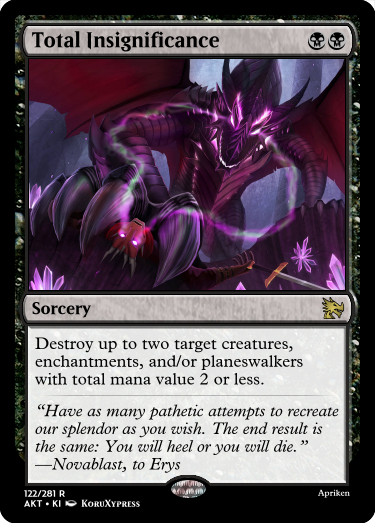 Total Insignificance
Sorcery
Destroy up to two target creatures,
enchantments, and/or planeswalkers
with total mana value 2 or less.
“Have as many pathetic attempts to recreate
our splendor as you wish. The end result is
the same: You will heel or you will die.”
—Novablast, to Erys
122/281 R
AKT • KI KoruXypress
Apriken